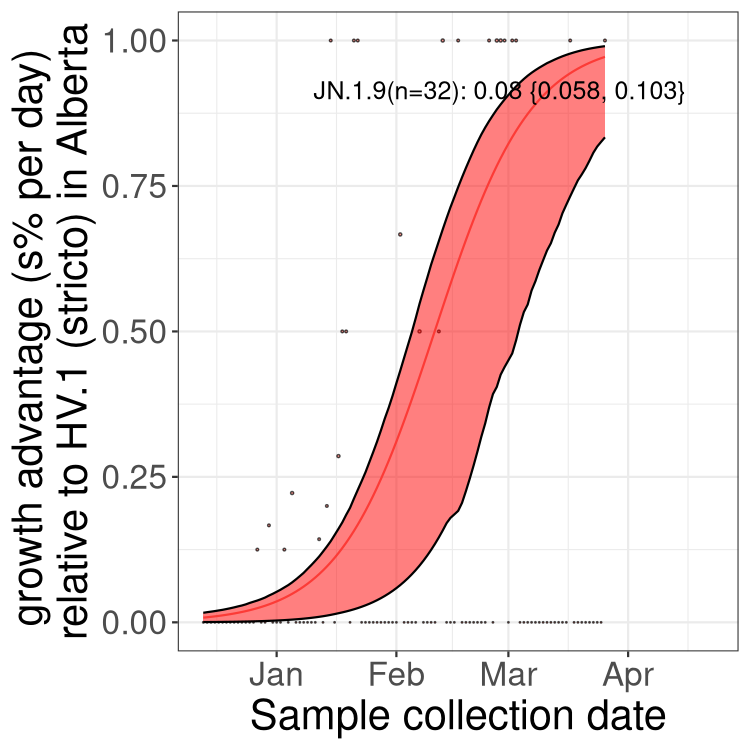 growth advantage (s% per day)
relative to HV.1 (stricto) in Alberta
1.00
0.75
0.50
0.25
0.00
JN.1.9(n=32): 0.08 {0.058, 0.103}
Jan Feb Mar Apr
Sample collection date